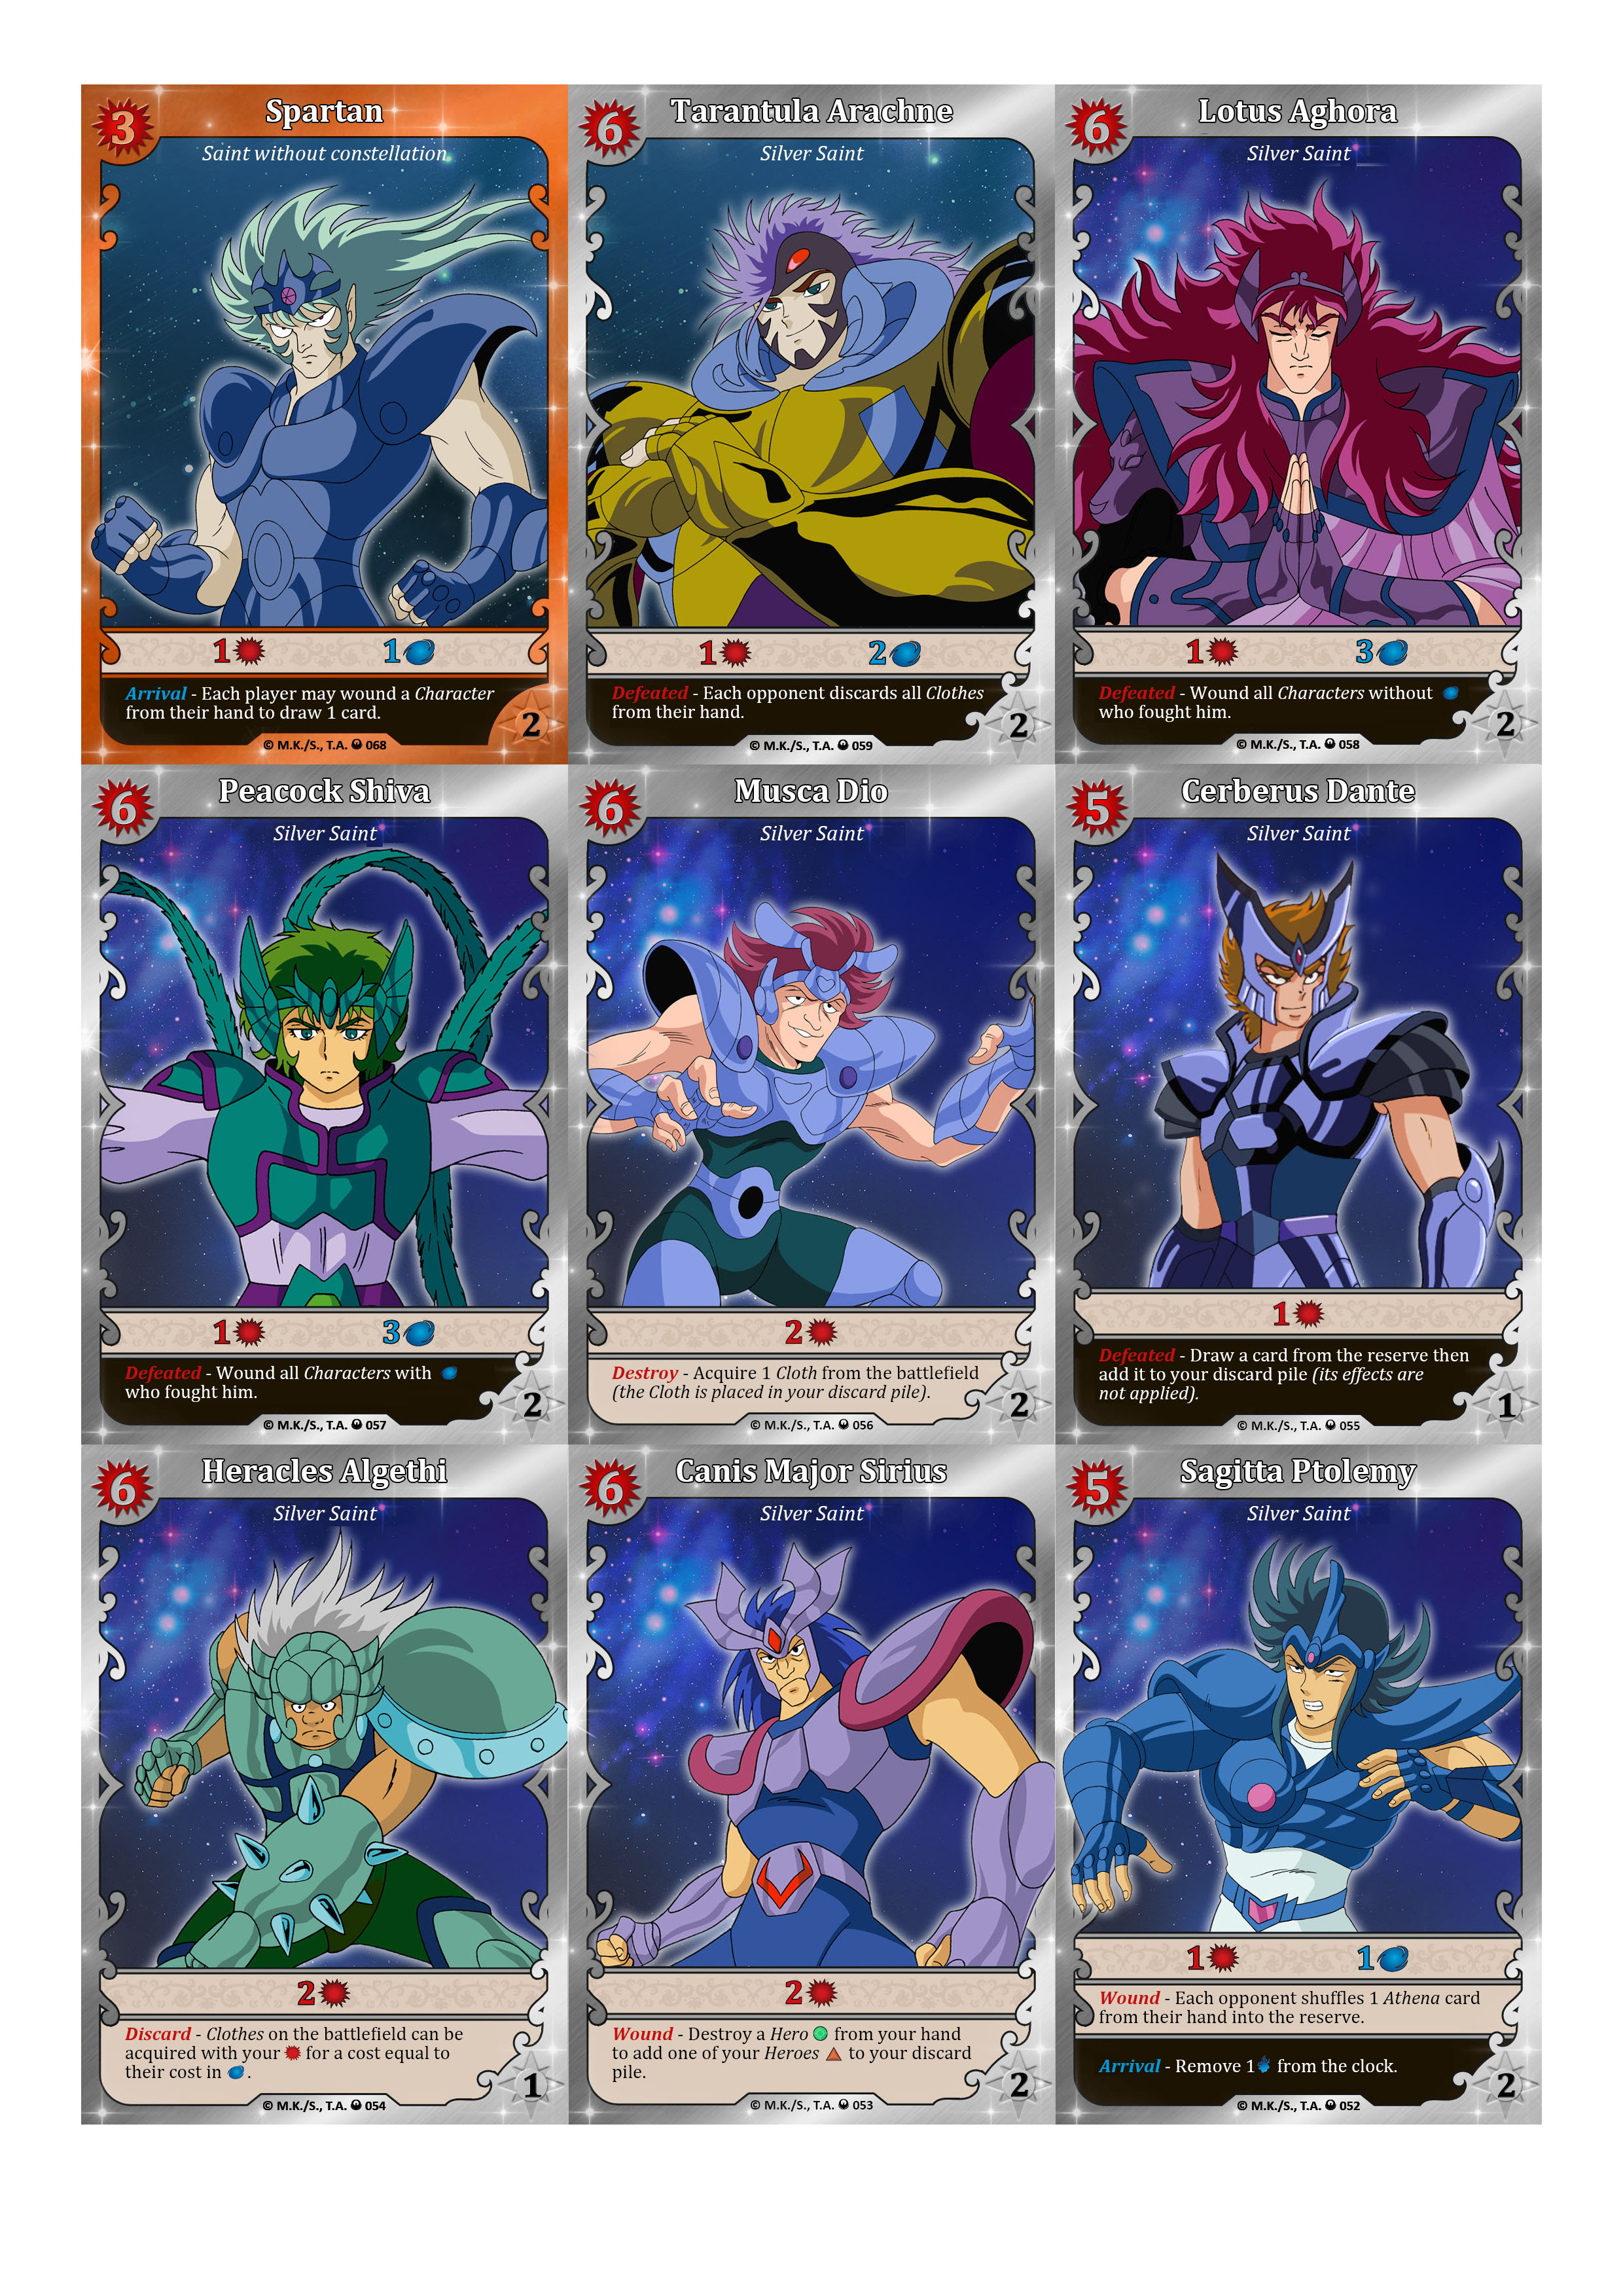 3
Spartan
Saint without constellation
1 1
Arrival - Each player may wound a Character
from their hand to draw 1 card.
2
© M.K./S., T.A. 068
6
Tarantula Arachne
Silver Saint
1 2
Defeated - Each opponent discards all Clothes
from their hand.
2
© M.K./S., T.A. 059
6
Lotus Aghora
Silver Saint
1 3
Defeated - Wound all Characters without
who fought him.
2
© M.K./S., T.A. 058
6
Peacock Shiva
Silver Saint
1 3
Defeated - Wound all Characters with
who fought him.
2
© M.K./S., T.A. 057
6
Musca Dio
Silver Saint
2
Destroy - Acquire 1 Cloth from the battlefield
(the Cloth is placed in your discard pile).
2
© M.K./S., T.A. 056
5
Cerberus Dante
Silver Saint
1
Defeated - Draw a card from the reserve then
add it to your discard pile (its effects are
not applied).
1
© M.K./S., T.A. 055
6
Heracles Algethi
Silver Saint
2
Discard - Clothes on the battlefield can be
acquired with your for a cost equal to
their cost in .
1
© M.K./S., T.A. 054
6
Canis Major Sirius
Silver Saint
2
Wound - Destroy a Hero from your hand
to add one of your Heroes to your discard
pile.
2
© M.K./S., T.A. 053
5
Sagitta Ptolemy
Silver Saint
1 1
Wound - Each opponent shuffles 1 Athena card
from their hand into the reserve.
Arrival - Remove 1 from the clock.
2
© M.K./S., T.A. 052